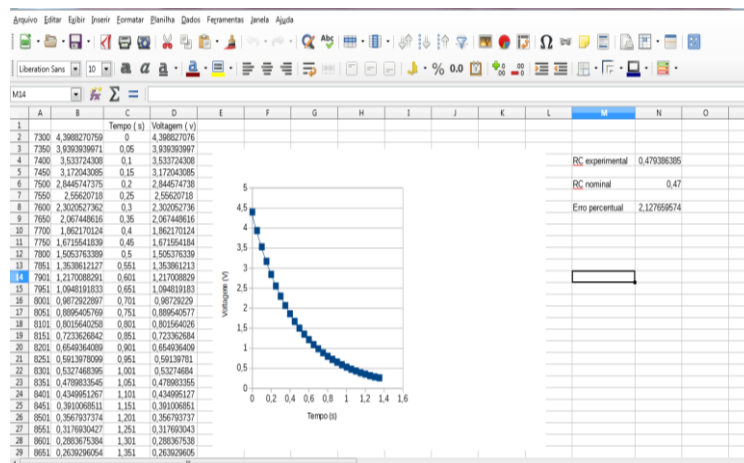 Arquivo Editar Exibir Inserir Formatar Planilha Dados Ferramentas Janela Ajuda
Liberation Sans 10 a a a 0.0
M14
A B C D E F G H I J K L M N O
1 Tempo ( s) Voltagem ( v)
2 7300 4,3988270759 0 4,398827076
3 7350 3,9393939971 0,05 3,939393997
4 7400 3,533724308 0,1 3,533724308 RC experimental 0,479386385
5 7450 3,172043085 0,15 3,172043085
6 7500 2,8445747375 0,2 2,844574738 RC nominal 0,47
7 7550 2,55620718 0,25 2,55620718
8 7600 2,3020527362 0,3 2,302052736 Erro percentual 2,127659574
9 7650 2,067448616 0,35 2,067448616
10 7700 1,862170124 0,4 1,862170124
11 7750 1,6715541839 0,45 1,671554184
12 7800 1,5053763389 0,5 1,505376339
13 7851 1,3538612127 0,551 1,353861213
14 7901 1,2170088291 0,601 1,217008829
15 7951 1,0948191833 0,651 1,094819183
16 8001 0,9872922897 0,701 0,98729229
17 8051 0,8895405769 0,751 0,889540577
18 8101 0,8015640258 0,801 0,801564026
19 8151 0,7233626842 0,851 0,723362684
20 8201 0,6549364089 0,901 0,654936409
21 8251 0,5913978099 0,951 0,59139781
22 8301 0,5327468395 1,001 0,53274684
23 8351 0,4789833545 1,051 0,478983355
24 8401 0,4349951267 1,101 0,434995127
25 8451 0,3910068511 1,151 0,391006851
26 8501 0,3567937374 1,201 0,356793737
27 8551 0,3176930427 1,251 0,317693043
28 8601 0,2883675384 1,301 0,288367538
29 8651 0,2639296054 1,351 0,263929605
5
4,5
4
3,5
3
2,5
2
1,5
1
0,5
0
Voltagem (V)
0 0,2 0,4 0,6 0,8 1 1,2 1,4 1,6
Tempo (s)